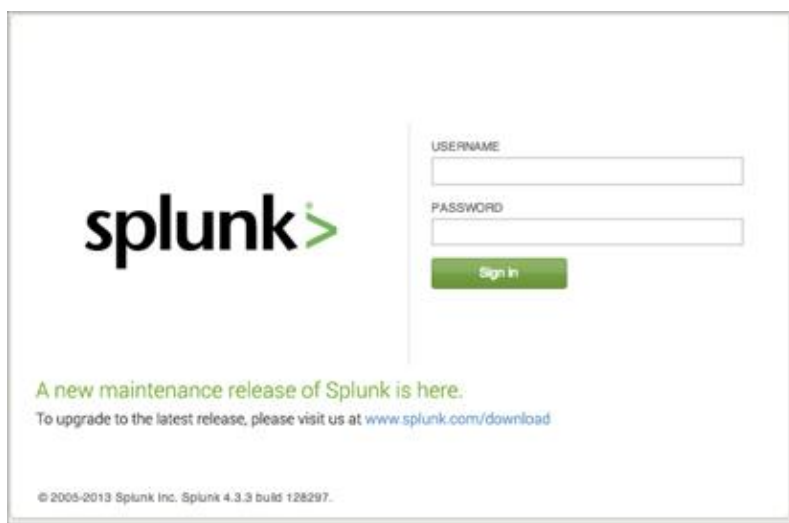 splunk>
USERNAME
PASSWORD
Sign in
A new maintenance release of Splunk is here.
To upgrade to the latest release, please visit us at www.splunk.com/download
© 2005-2013 Splunk Inc. Splunk 4.3.3 build 128297.